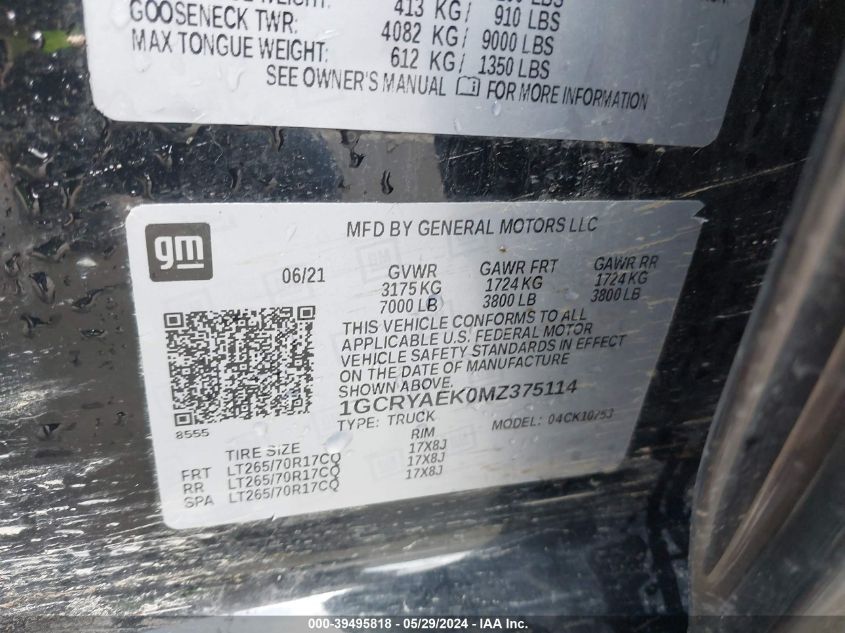 413 KG/ 910 LBS
GOOSENECK TWR: 4082 KG/ 9000 LBS
MAX TONGUE WEIGHT: 612 KG/ 1350 LBS
SEE OWNER'S MANUAL FOR MORE INFORMATION
gm
MFD BY GENERAL MOTORS LLC
06/21 GVWR GAWR FRT GAWR RR
3175 KG 1724 KG 1724 KG
7000 LB 3800 LB 3800 LB
THIS VEHICLE CONFORMS TO ALL
APPLICABLE U.S. FEDERAL MOTOR
VEHICLE SAFETY STANDARDS IN EFFECT
ON THE DATE OF MANUFACTURE
SHOWN ABOVE.
1GCRYAEK0MZ375114
8555
TYPE: TRUCK MODEL: 04CK10753
TIRE SIZE RIM
FRT LT265/70R17CQ 17X8J
RR LT265/70R17CQ 17X8J
SPA LT265/70R17CQ 17X8J
000-39495818 - 05/29/2024 - IAA Inc.